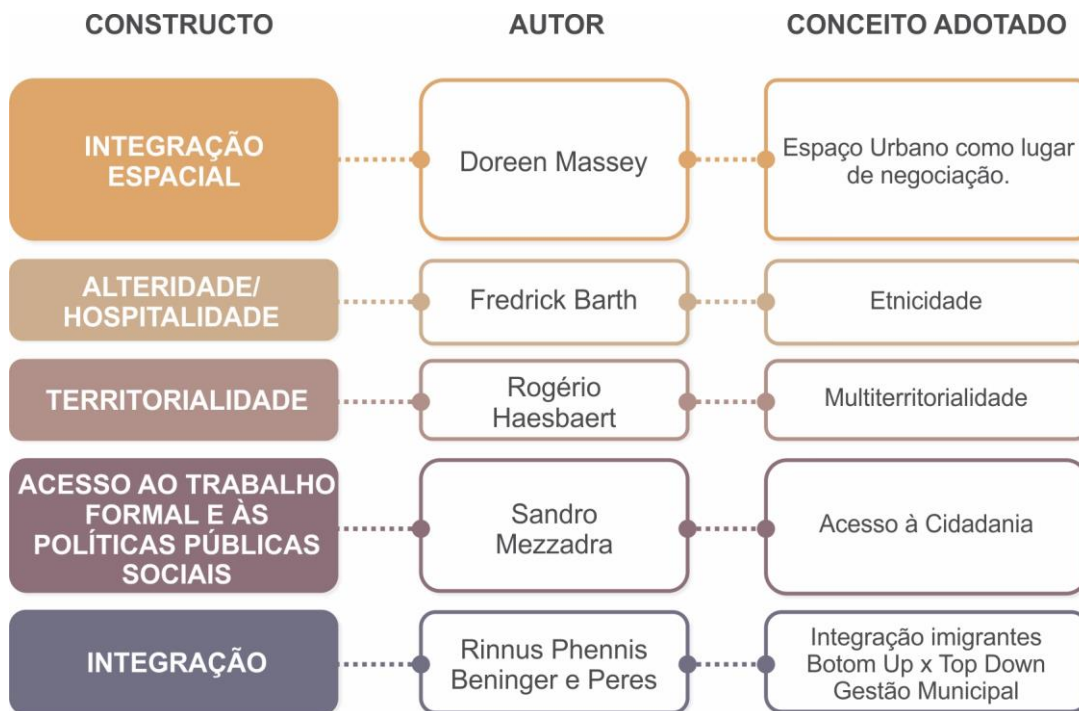 CONSTRUCTO
AUTOR
CONCEITO ADOTADO
INTEGRAÇÃO
ESPACIAL
Doreen Massey
Espaço Urbano como lugar
de negociação.
ALTERIDADE/
HOSPITALIDADE
Fredrick Barth
Etnicidade
TERRITORIALIDADE
Rogério
Haesbaert
Multiterritorialidade
ACESSO AO TRABALHO
FORMAL E ÀS
POLÍTICAS PÚBLICAS
SOCIAIS
Sandro
Mezzadra
Acesso à Cidadania
INTEGRAÇÃO
Rinnus Phennis
Beninger e Peres
Integração imigrantes
Botom Up x Top Down
Gestão Municipal